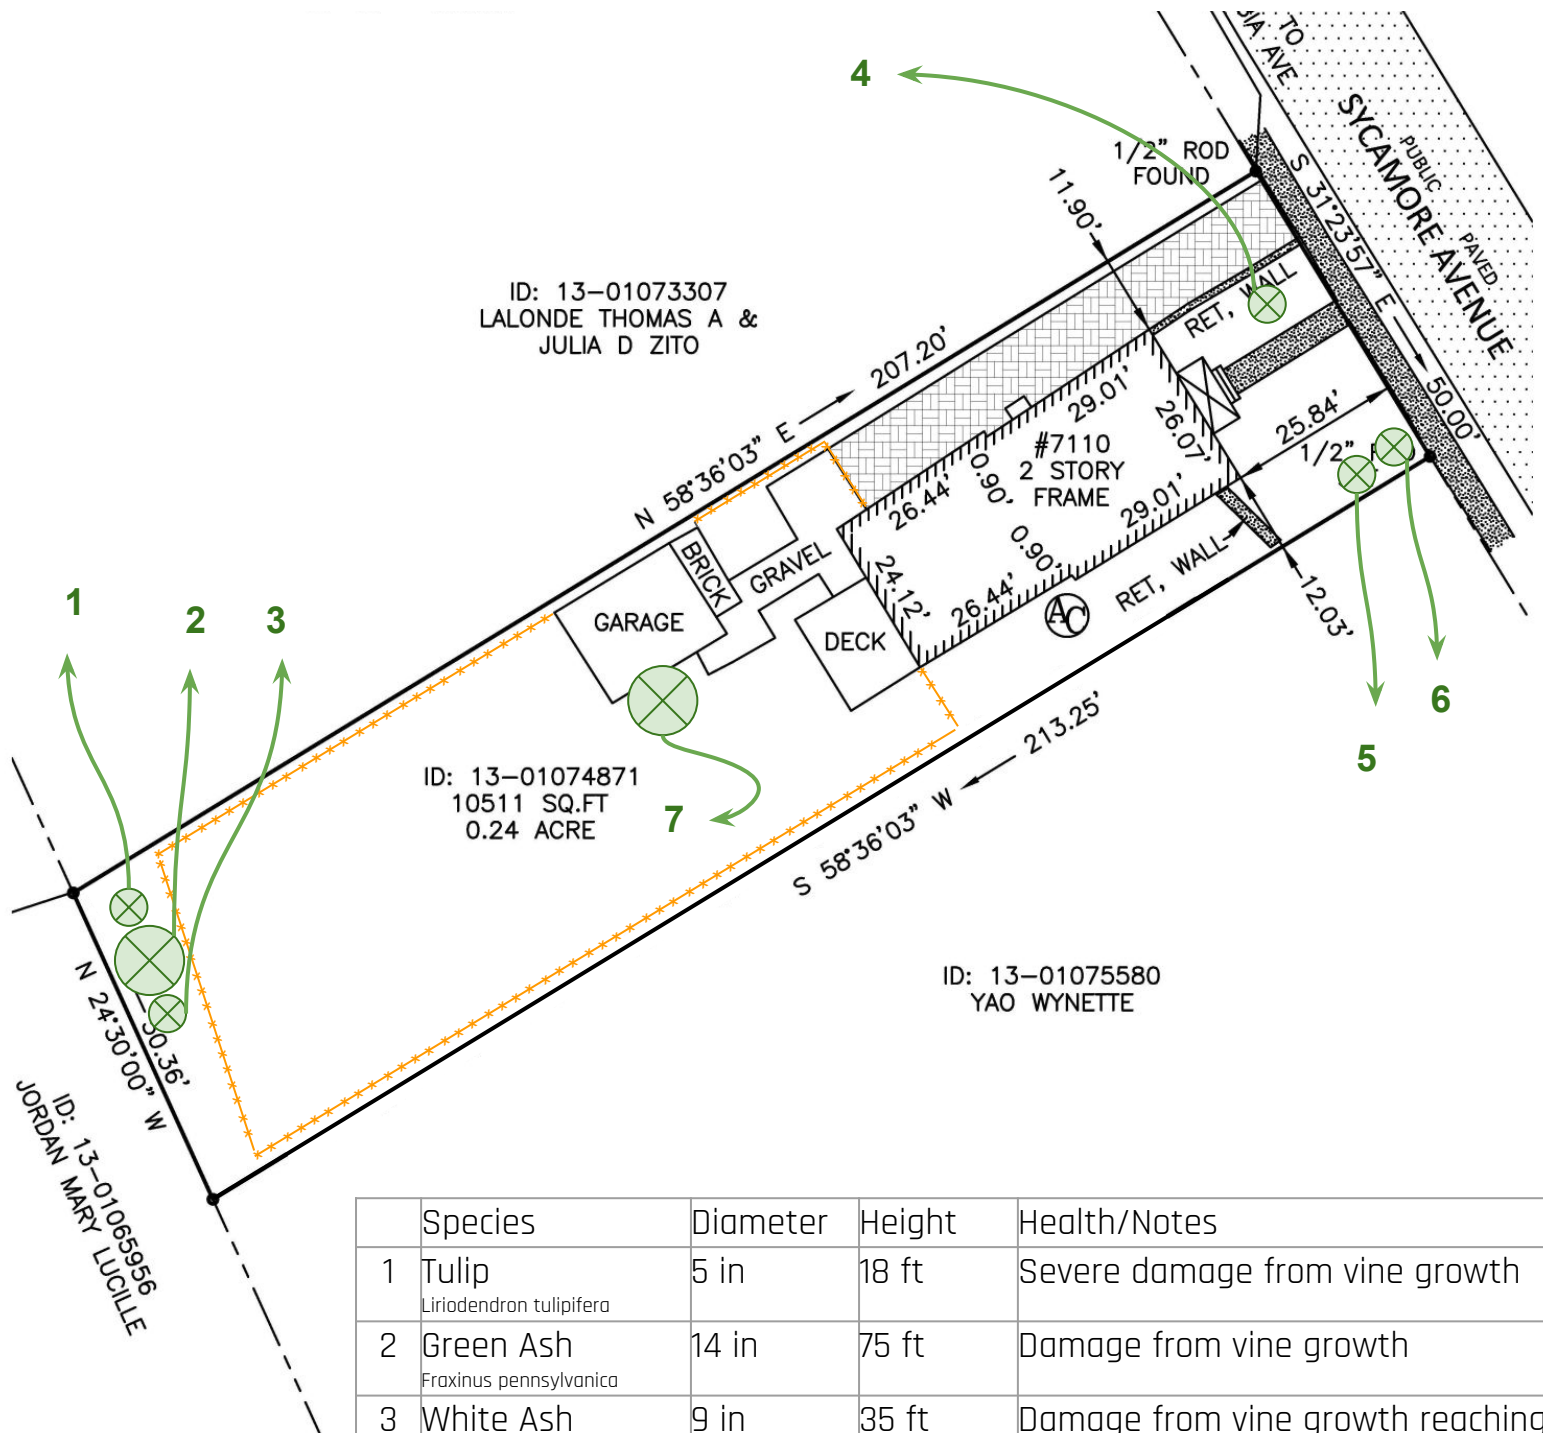 TO
BIA AVE
PUBLIC
SYCAMORE AVENUE
PAVED
4
1/2" ROD
FOUND
11.90'
S 31°23'57" E
50.00'
ID: 13-01073307
LALONDE THOMAS A &
JULIA D ZITO
RET, WALL
N 58°36'03" E
207.20'
29.01'
26.07'
25.84'
1/2"
#7110
2 STORY
FRAME
0.90'
26.44'
29.01'
0.90'
24.12'
26.44'
BRICK
GRAVEL
GARAGE
DECK
AC
RET, WALL
12.03'
1
2
3
6
5
7
ID: 13-01074871
10511 SQ.FT
0.24 ACRE
213.25'
S 58°36'03" W
ID: 13-01075580
YAO WYNETTE
N 24°30'00" W
50.36'
ID: 13-01065956
JORDAN MARY LUCILLE
Species Diameter Height Health/Notes
1 Tulip 5 in 18 ft Severe damage from vine growth
Liriodendron tulipifera
2 Green Ash 14 in 75 ft Damage from vine growth
Fraxinus pennsylvanica
3 White Ash 9 in 35 ft Damage from vine growth reaching